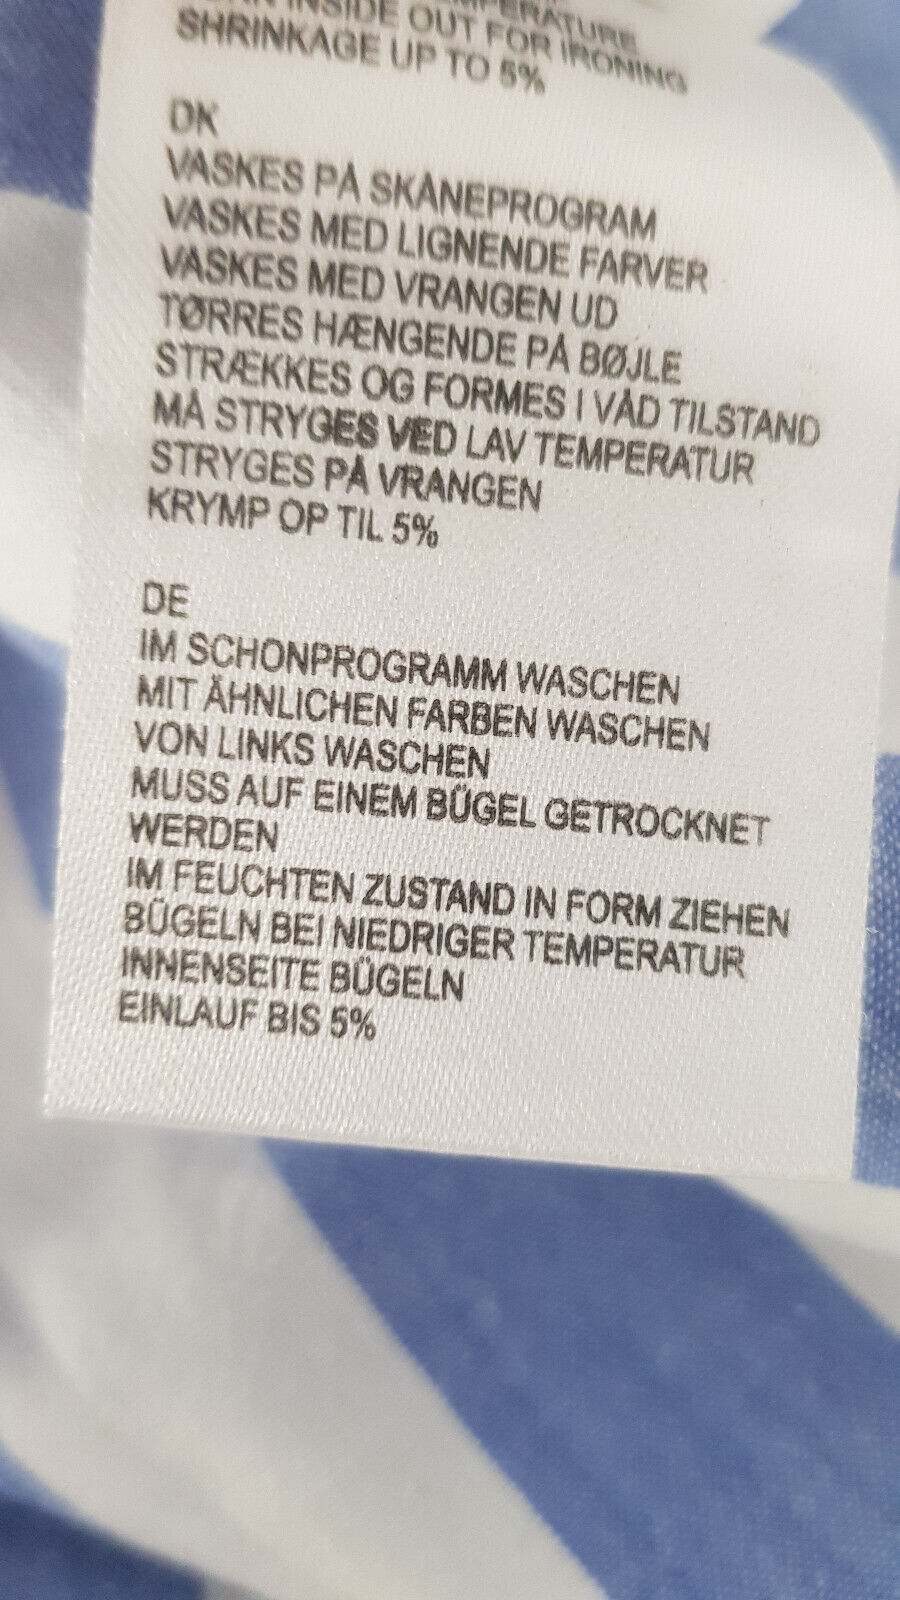 TEMPERATURE
INSIDE OUT FOR IRONING
SHRINKAGE UP TO 5%
DK
VASKES PÅ SKÅNEPROGRAM
VASKES MED LIGNENDE FARVER
VASKES MED VRANGEN UD
TØRRES HÆNGENDE PÅ BØJLE
STRÆKKES OG FORMES I VÅD TILSTAND
MÅ STRYGES VED LAV TEMPERATUR
STRYGES PÅ VRANGEN
KRYMP OP TIL 5%
DE
IM SCHONPROGRAMM WASCHEN
MIT ÄHNLICHEN FARBEN WASCHEN
VON LINKS WASCHEN
MUSS AUF EINEM BÜGEL GETROCKNET
WERDEN
IM FEUCHTEN ZUSTAND IN FORM ZIEHEN
BÜGELN BEI NIEDRIGER TEMPERATUR
INNENSEITE BÜGELN
EINLAUF BIS 5%